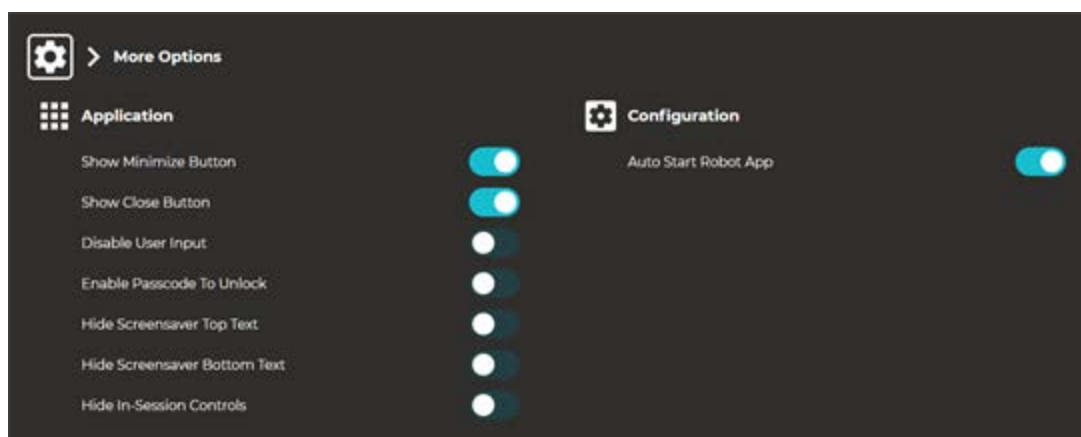 More Options
Application
Show Minimize Button
Show Close Button
Disable User Input
Enable Passcode To Unlock
Hide Screensaver Top Text
Hide Screensaver Bottom Text
Hide In-Session Controls
Configuration
Auto Start Robot App